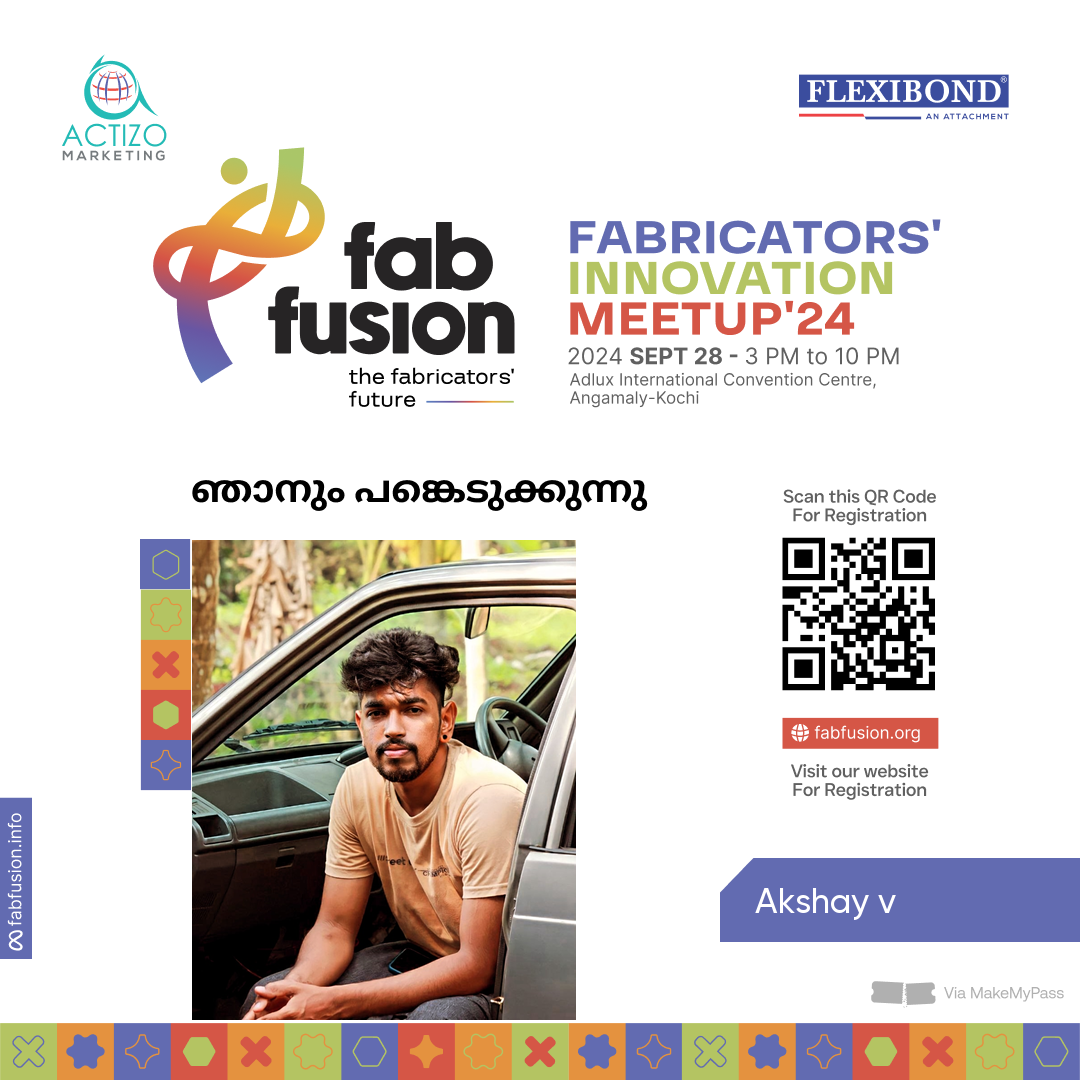 ACTIZO
MARKETING
FLEXIBOND®
AN ATTACHMENT
fab
fusion
the fabricators'
future
FABRICATORS'
INNOVATION
MEETUP'24
2024 SEPT 28 - 3 PM to 10 PM
Adlux International Convention Centre,
Angamaly-Kochi
ഞാനും പങ്കെടുക്കുന്നു
Scan this QR Code
For Registration
fabfusion.org
Visit our website
For Registration
fabfusion.info
Akshay v
Via MakeMyPass